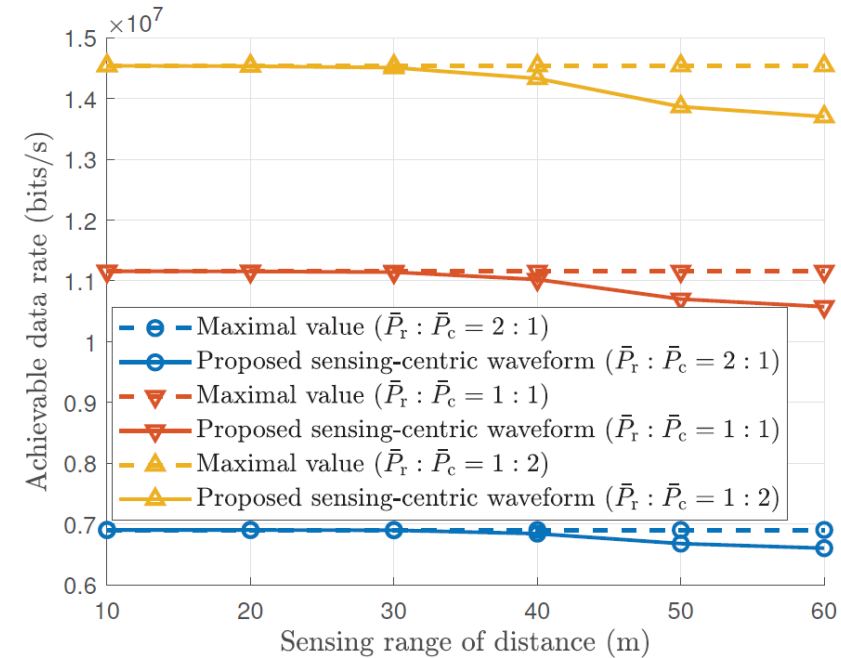 ×10⁷
1.5
1.4
1.3
1.2
1.1
1
0.9
0.8
0.7
0.6
Achievable data rate (bits/s)
Maximal value (P̄r : P̄c = 2 : 1)
Proposed sensing-centric waveform (P̄r : P̄c = 2 : 1)
Maximal value (P̄r : P̄c = 1 : 1)
Proposed sensing-centric waveform (P̄r : P̄c = 1 : 1)
Maximal value (P̄r : P̄c = 1 : 2)
Proposed sensing-centric waveform (P̄r : P̄c = 1 : 2)
10 20 30 40 50 60
Sensing range of distance (m)